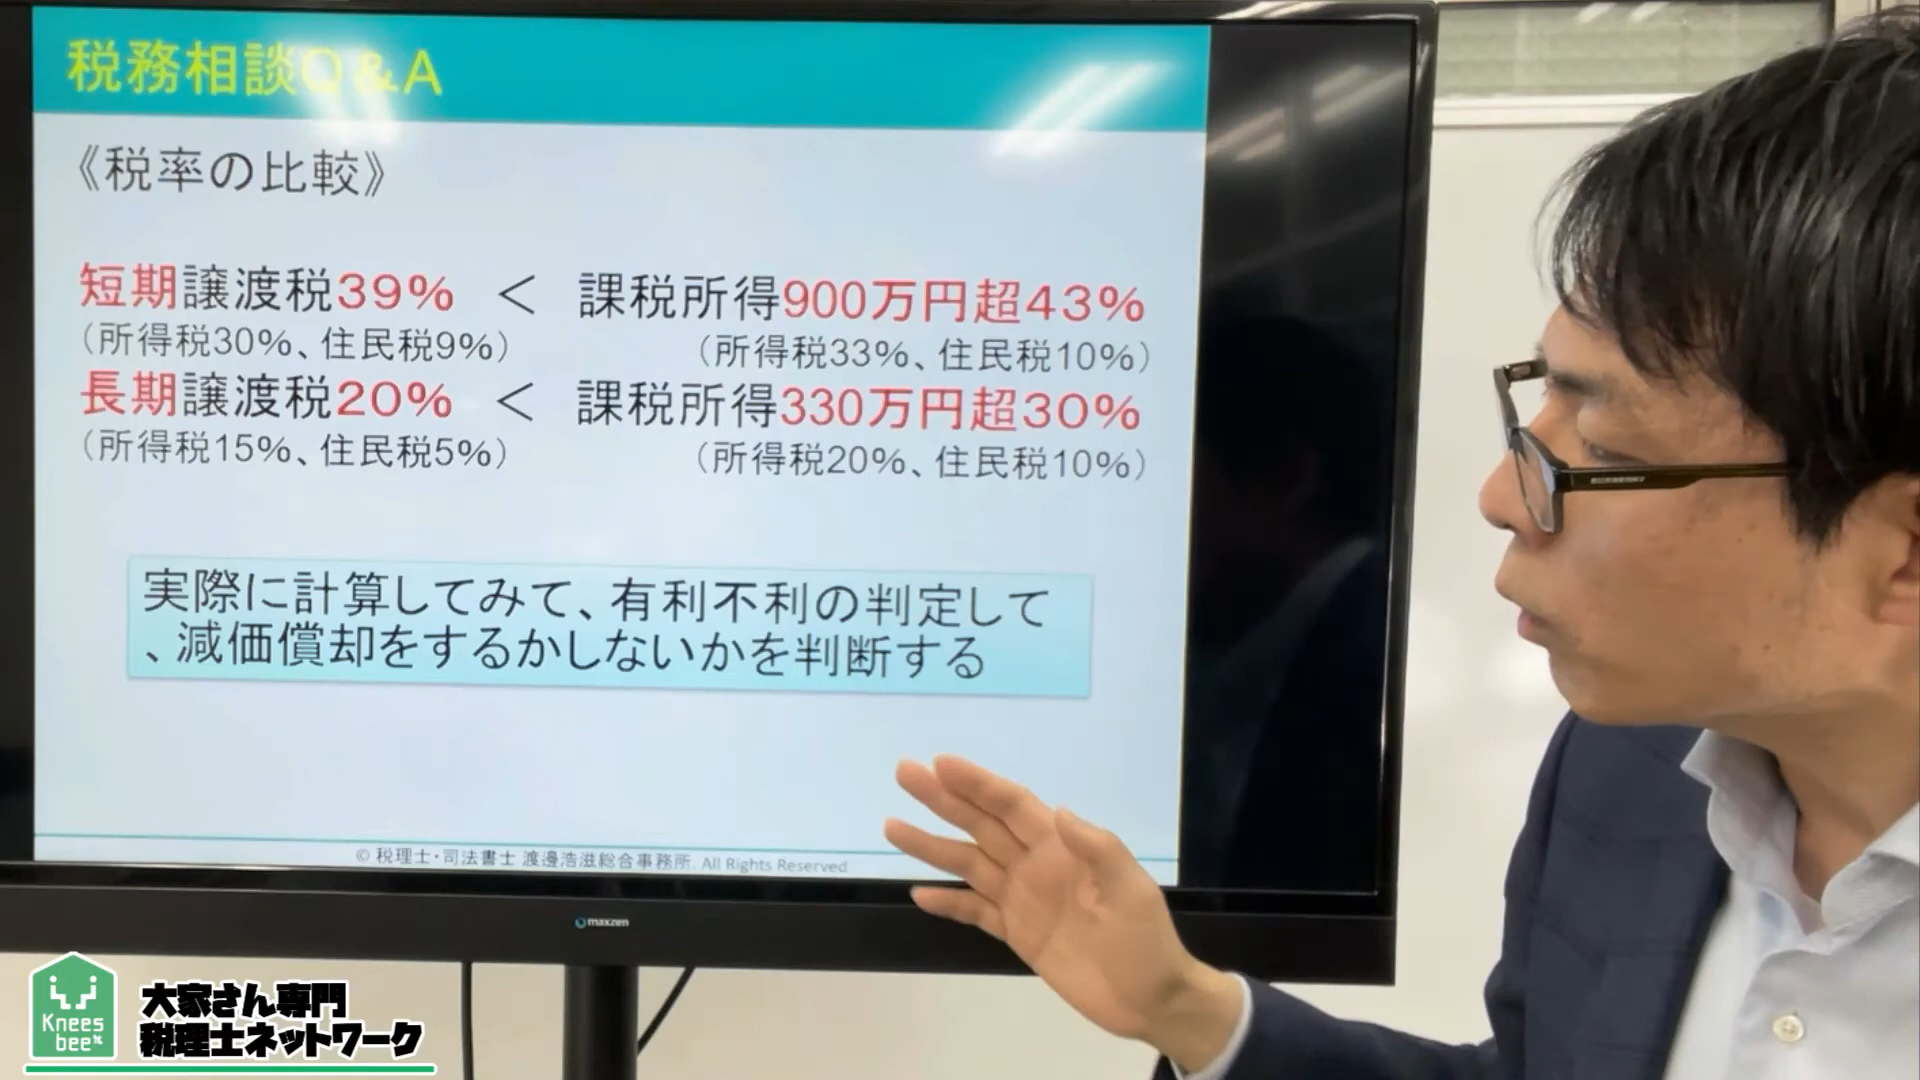 税務相談Q&A
《税率の比較》
短期譲渡税39% < 課税所得900万円超43%
(所得税30%、住民税9%) (所得税33%、住民税10%)
長期譲渡税20% < 課税所得330万円超30%
(所得税15%、住民税5%) (所得税20%、住民税10%)
実際に計算してみて、有利不利の判定して
、減価償却をするかしないかを判断する
© 税理士・司法書士 渡邊浩滋総合事務所. All Rights Reserved
maxzen
Knees
bee
大家さん専門
税理士ネットワーク